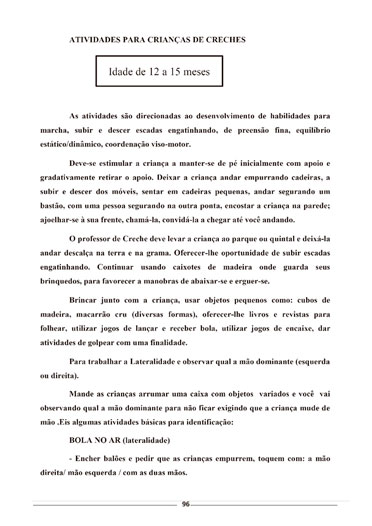 ATIVIDADES PARA CRIANÇAS DE CRECHES
Idade de 12 a 15 meses
As atividades são direcionadas ao desenvolvimento de habilidades para
marcha, subir e descer escadas engatinhando, de preensão fina, equilíbrio
estático/dinâmico, coordenação viso-motor.
Deve-se estimular a criança a manter-se de pé inicialmente com apoio e
gradativamente retirar o apoio. Deixar a criança andar empurrando cadeiras, a
subir e descer dos móveis, sentar em cadeiras pequenas, andar segurando um
bastão, com uma pessoa segurando na outra ponta, encostar a criança na parede;
ajoelhar-se à sua frente, chamá-la, convidá-la a chegar até você andando.
O professor de Creche deve levar a criança ao parque ou quintal e deixá-la
andar descalça na terra e na grama. Oferecer-lhe oportunidade de subir escadas
engatinhando. Continuar usando caixotes de madeira onde guarda seus
brinquedos, para favorecer a manobras de abaixar-se e erguer-se.
Brincar junto com a criança, usar objetos pequenos como: cubos de
madeira, macarrão cru (diversas formas), oferecer-lhe livros e revistas para
folhear, utilizar jogos de lançar e receber bola, utilizar jogos de encaixe, dar
atividades de golpear com uma finalidade.
Para trabalhar a Lateralidade e observar qual a mão dominante (esquerda
ou direita).
Mande as crianças arrumar uma caixa com objetos variados e você vai
observando qual a mão dominante para não ficar exigindo que a criança mude de
mão .Eis algumas atividades básicas para identificação:
BOLA NO AR (lateralidade)
- Encher balões e pedir que as crianças empurrem, toquem com: a mão
direita/ mão esquerda / com as duas mãos.
96